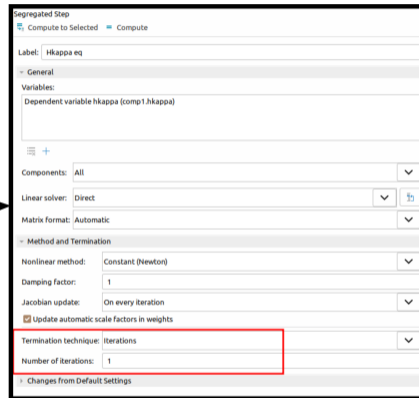 Segregated Step
Compute to Selected Compute
Label: Hkappa eq
General
Variables:
Dependent variable hkappa (comp1.hkappa)
Components: All
Linear solver: Direct
Matrix format: Automatic
Method and Termination
Nonlinear method: Constant (Newton)
Damping factor: 1
Jacobian update: On every iteration
Update automatic scale factors in weights
Termination technique: Iterations
Number of iterations: 1
Changes from Default Settings